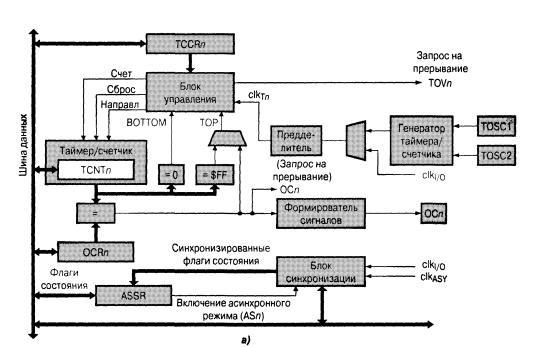 TCCRn
Запрос на
прерывание
TOVn
Счет
Сброс
Направл
Блок
управления
clkTn
BOTTOM
TOP
Шина данных
Таймер/счетчик
TCNTn
= 0
= $FF
Предде-
литель
Генератор
таймера/
счетчика
TOSC1
TOSC2
clkI/O
(Запрос на
прерывание)
OCn
=
Формирователь
сигналов
OCn
OCRn
Синхронизированные
флаги состояния
Флаги
состояния
Блок
синхронизации
clkI/O
clkASY
ASSR
Включение асинхронного
режима (ASn)
а)